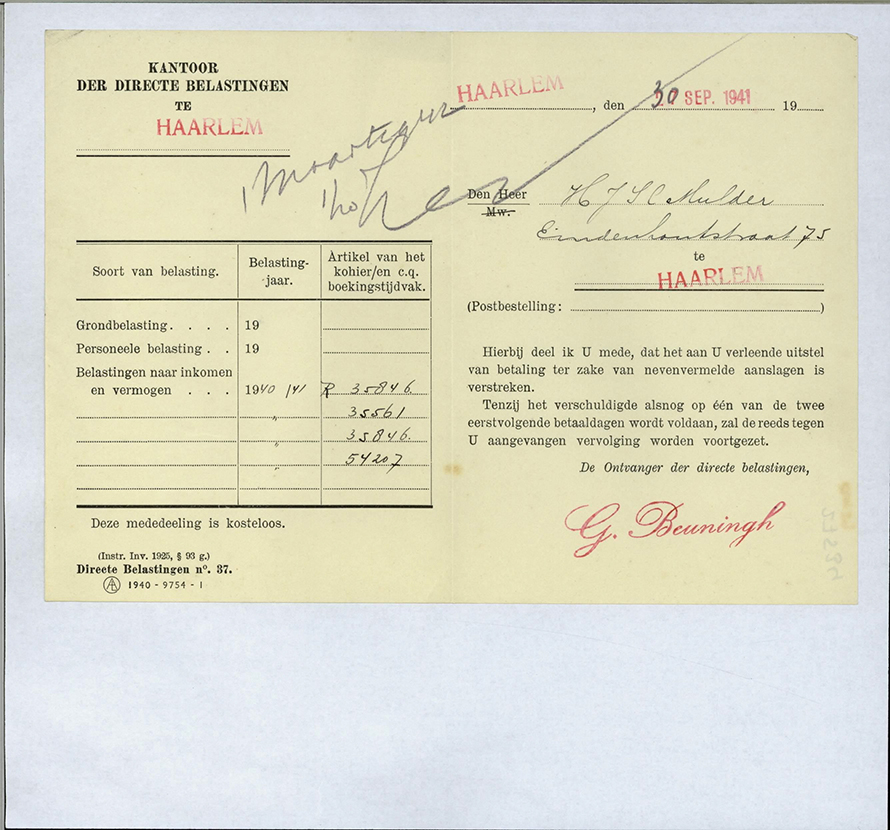 KANTOOR
DER DIRECTE BELASTINGEN
TE
HAARLEM
HAARLEM, den 30 SEP. 1941 19
Den Heer H J S Mulder
Mw.
Eindenhoutstraat 75
te
HAARLEM
(Postbestelling: )
Soort van belasting. Belasting-jaar. Artikel van het kohier/en c.q. boekingstijdvak.
Grondbelasting. . . . 19
Personeele belasting . . 19
Belastingen naar inkomen
en vermogen . . . 1940/41 R 35846.
" 35561
" 35846.
" 54207
Deze mededeeling is kosteloos.
(Instr. Inv. 1925, § 93 g.)
Directe Belastingen nº. 37.
1940 - 9754 - I
Hierbij deel ik U mede, dat het aan U verleende uitstel
van betaling ter zake van nevenvermelde aanslagen is
verstreken.
Tenzij het verschuldigde alsnog op één van de twee
eerstvolgende betaaldagen wordt voldaan, zal de reeds tegen
U aangevangen vervolging worden voortgezet.
De Ontvanger der directe belastingen,
G. Beuningh